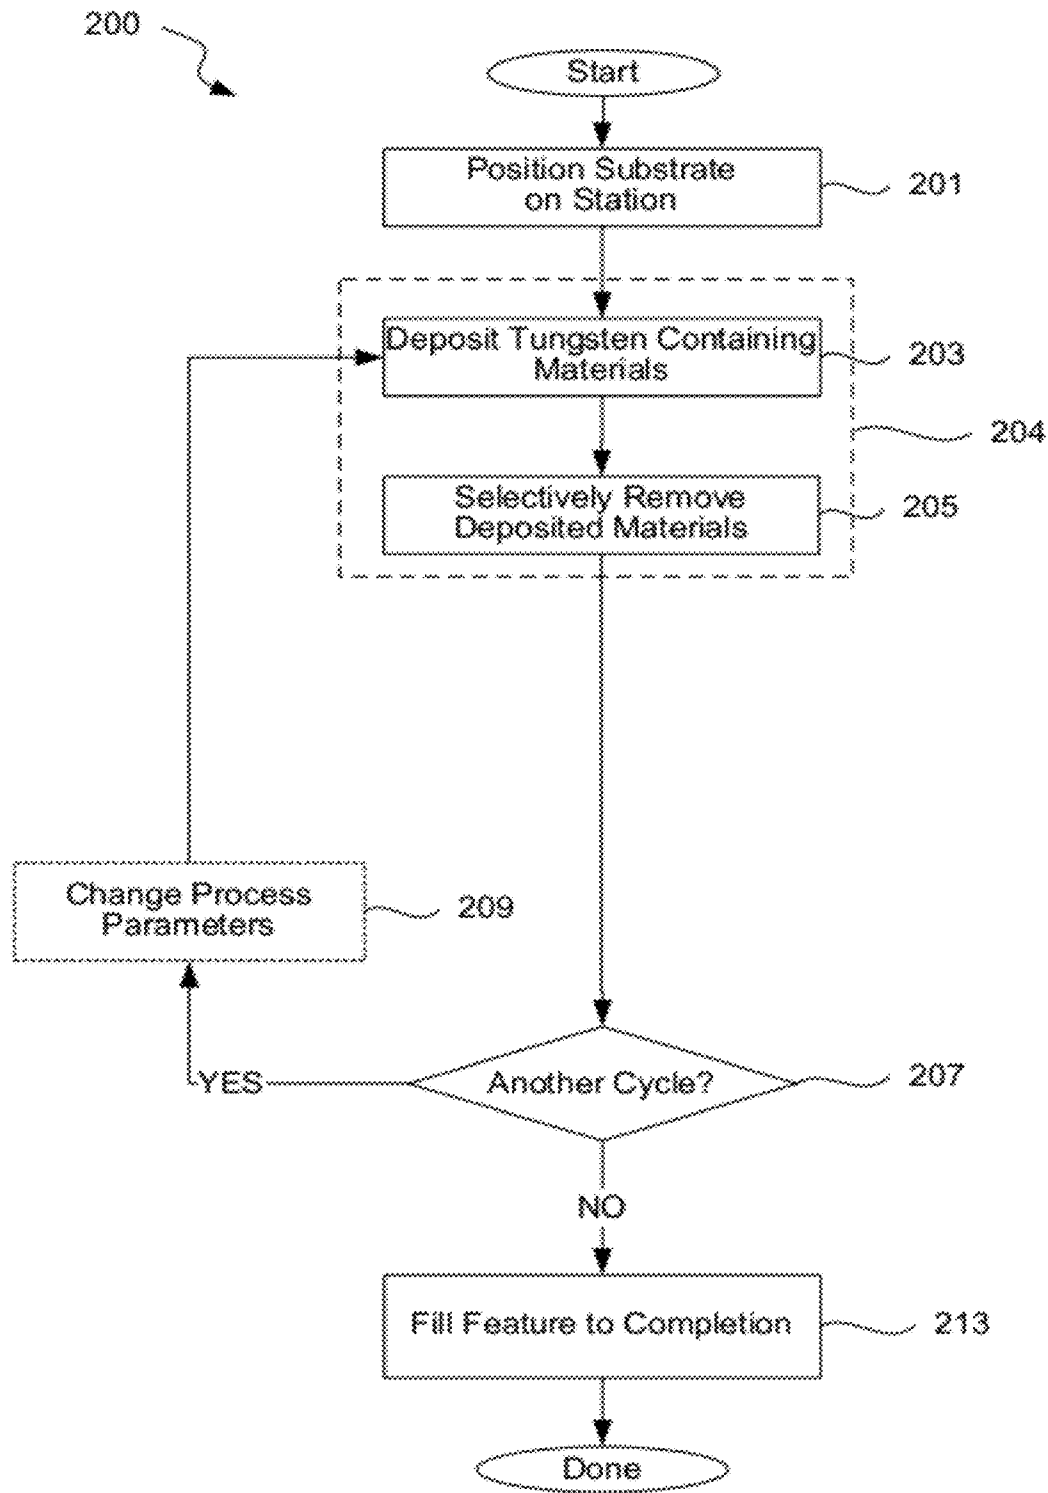 200
Start
Position Substrate
on Station
201
Deposit Tungsten Containing
Materials
203
204
Selectively Remove
Deposited Materials
205
Change Process
Parameters
209
Another Cycle?
207
YES
NO
Fill Feature to Completion
213
Done